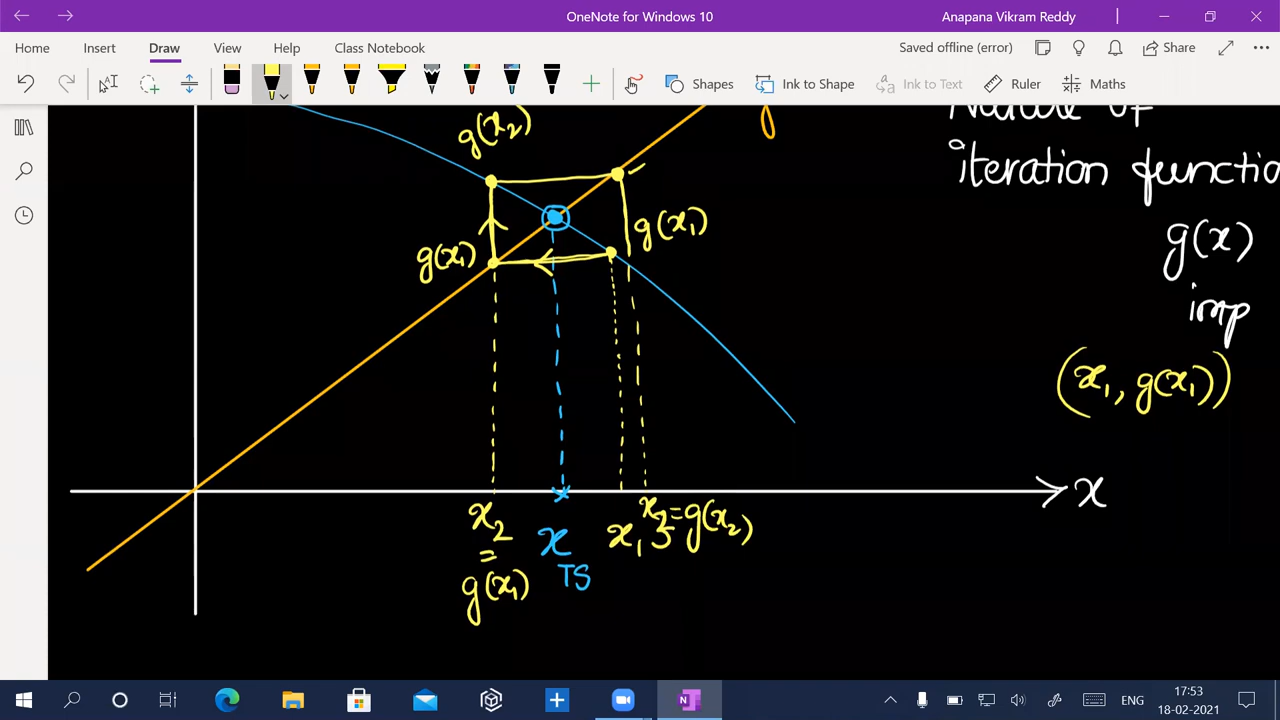 OneNote for Windows 10
Anapana Vikram Reddy
Home Insert Draw View Help Class Notebook
Saved offline (error) Share
Shapes Ink to Shape Ink to Text Ruler Maths
g(x2)
Nature of
iteration functio
g(x1)
g(x1)
g(x)
imp
(x1, g(x1))
x
x2
=
g(x1)
x
TS
x1
x3=g(x2)
ENG
17:53
18-02-2021